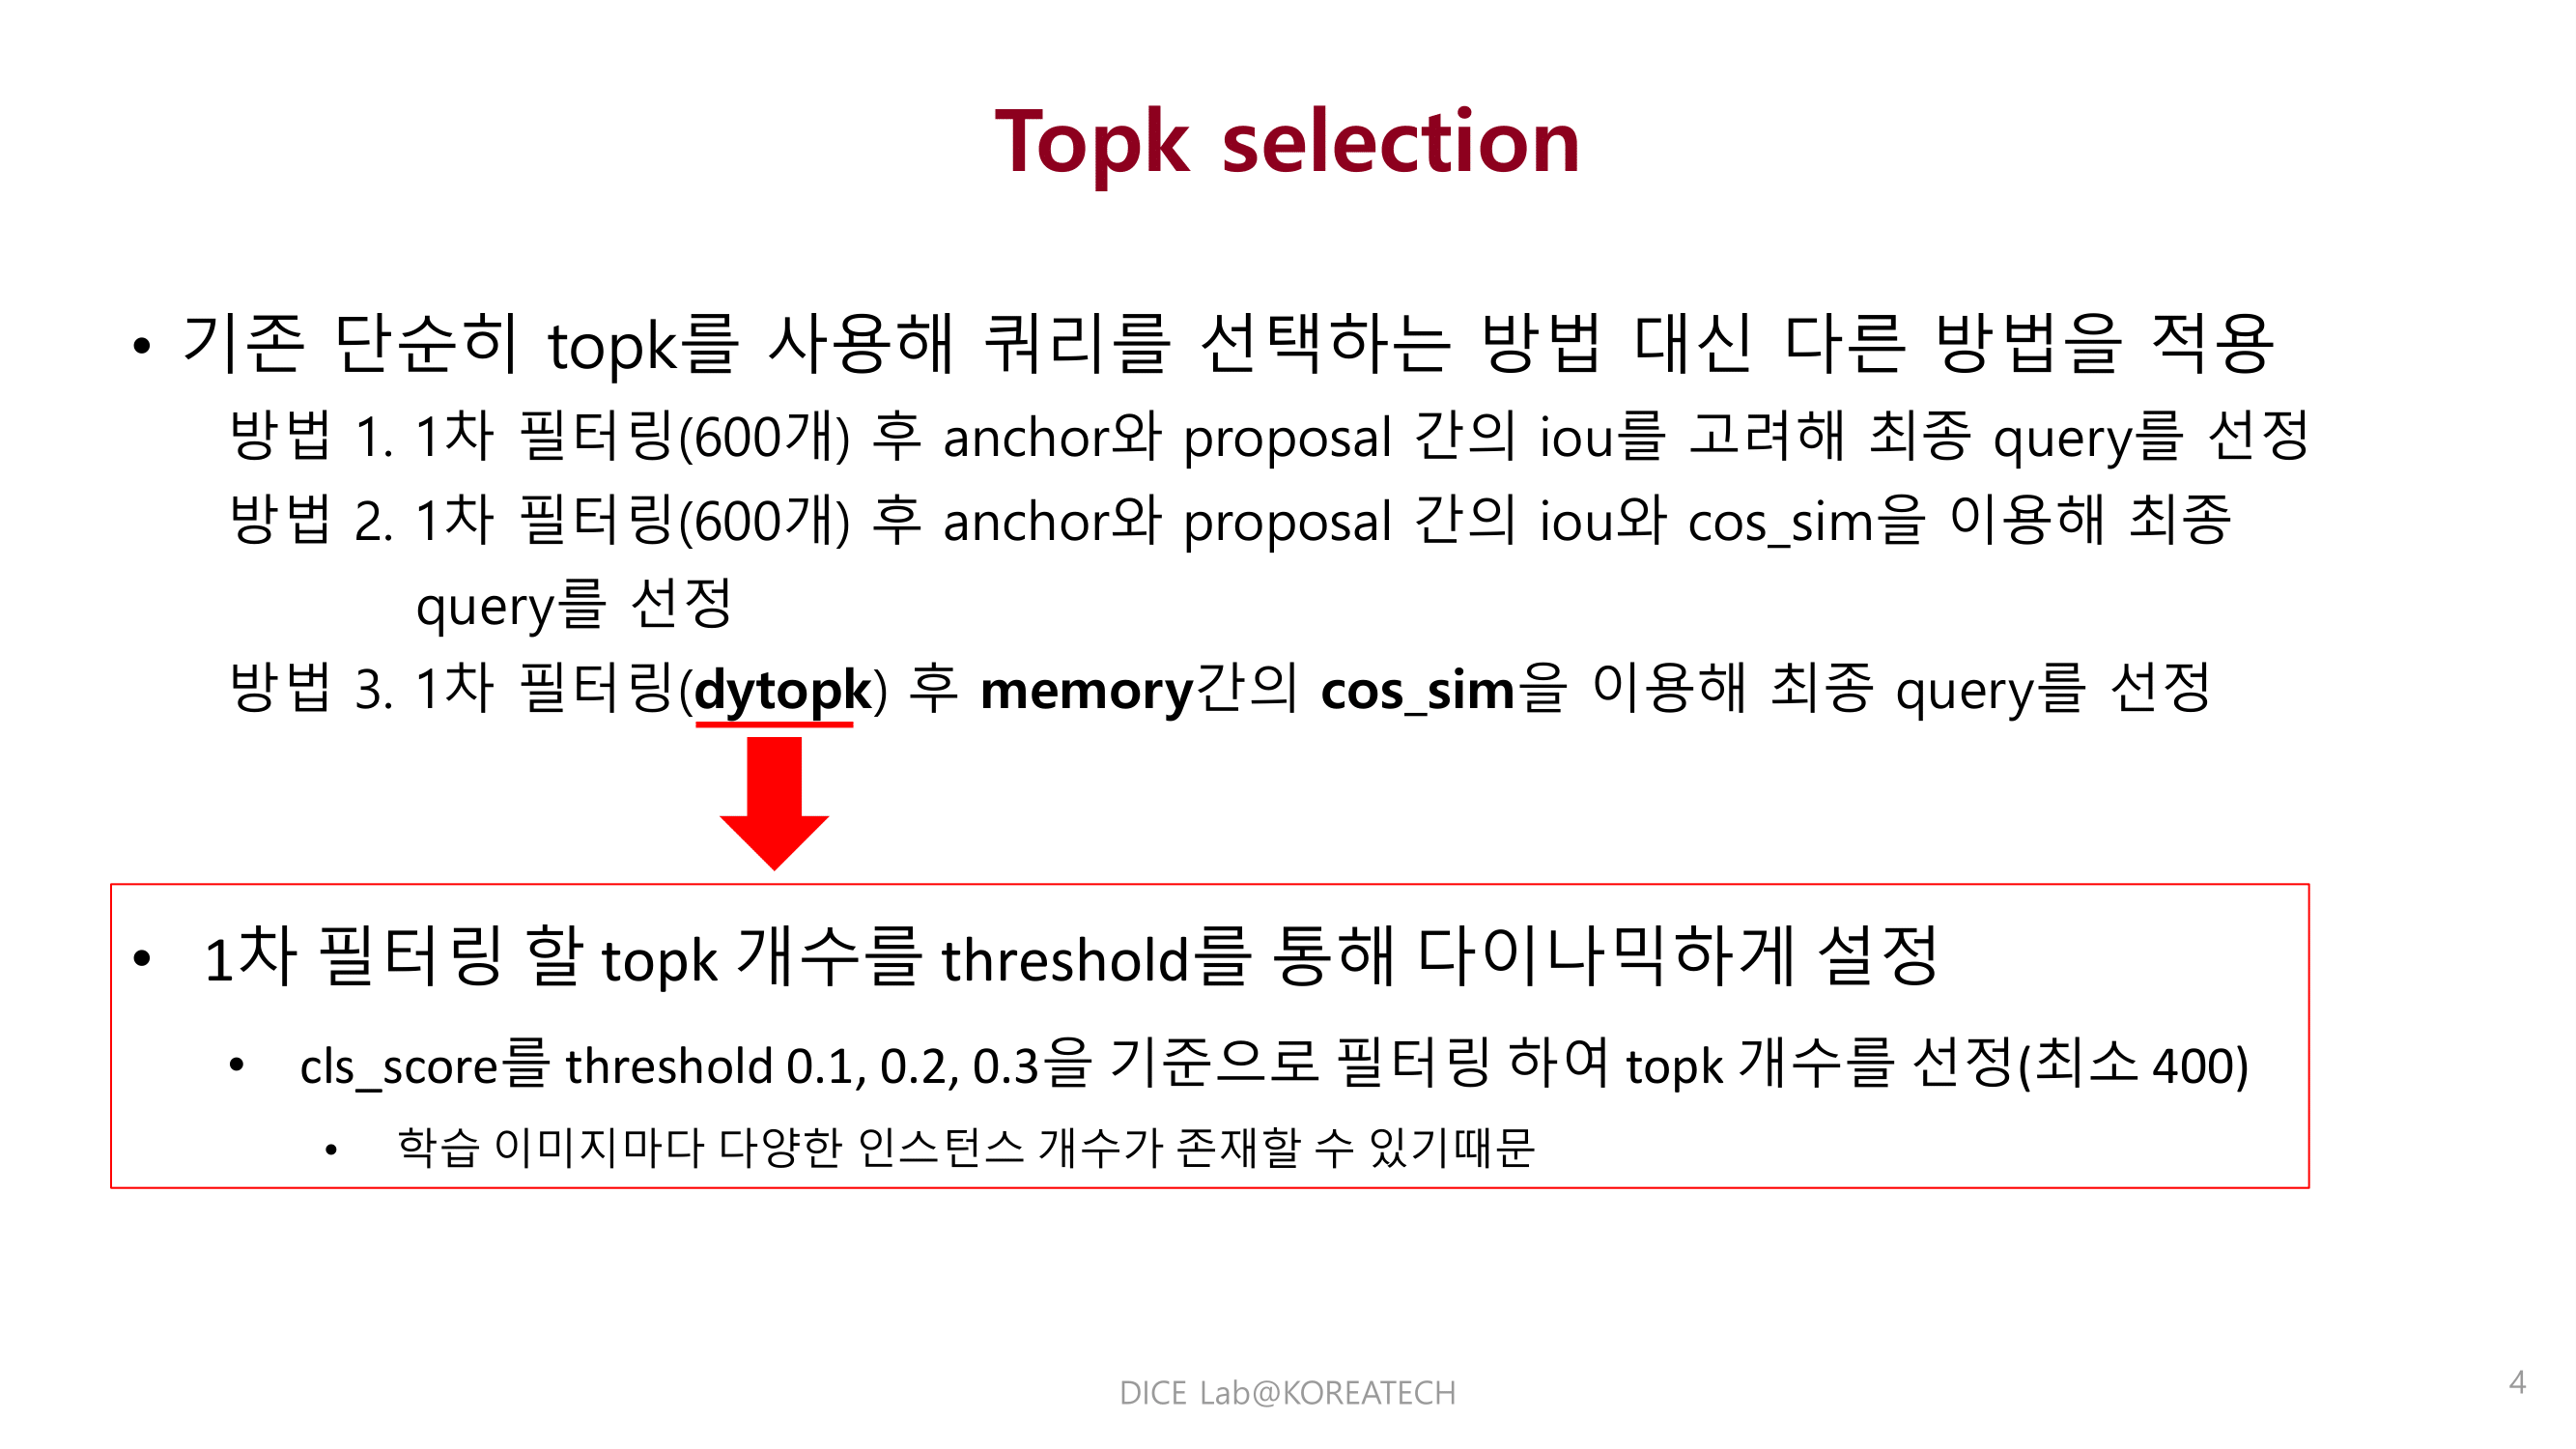 Topk selection
• 기존 단순히 topk를 사용해 쿼리를 선택하는 방법 대신 다른 방법을 적용
방법 1. 1차 필터링(600개) 후 anchor와 proposal 간의 iou를 고려해 최종 query를 선정
방법 2. 1차 필터링(600개) 후 anchor와 proposal 간의 iou와 cos_sim을 이용해 최종
query를 선정
방법 3. 1차 필터링(dytopk) 후 memory간의 cos_sim을 이용해 최종 query를 선정
• 1차 필터링 할 topk 개수를 threshold를 통해 다이나믹하게 설정
• cls_score를 threshold 0.1, 0.2, 0.3을 기준으로 필터링 하여 topk 개수를 선정(최소 400)
• 학습 이미지마다 다양한 인스턴스 개수가 존재할 수 있기때문
DICE Lab@KOREATECH
4